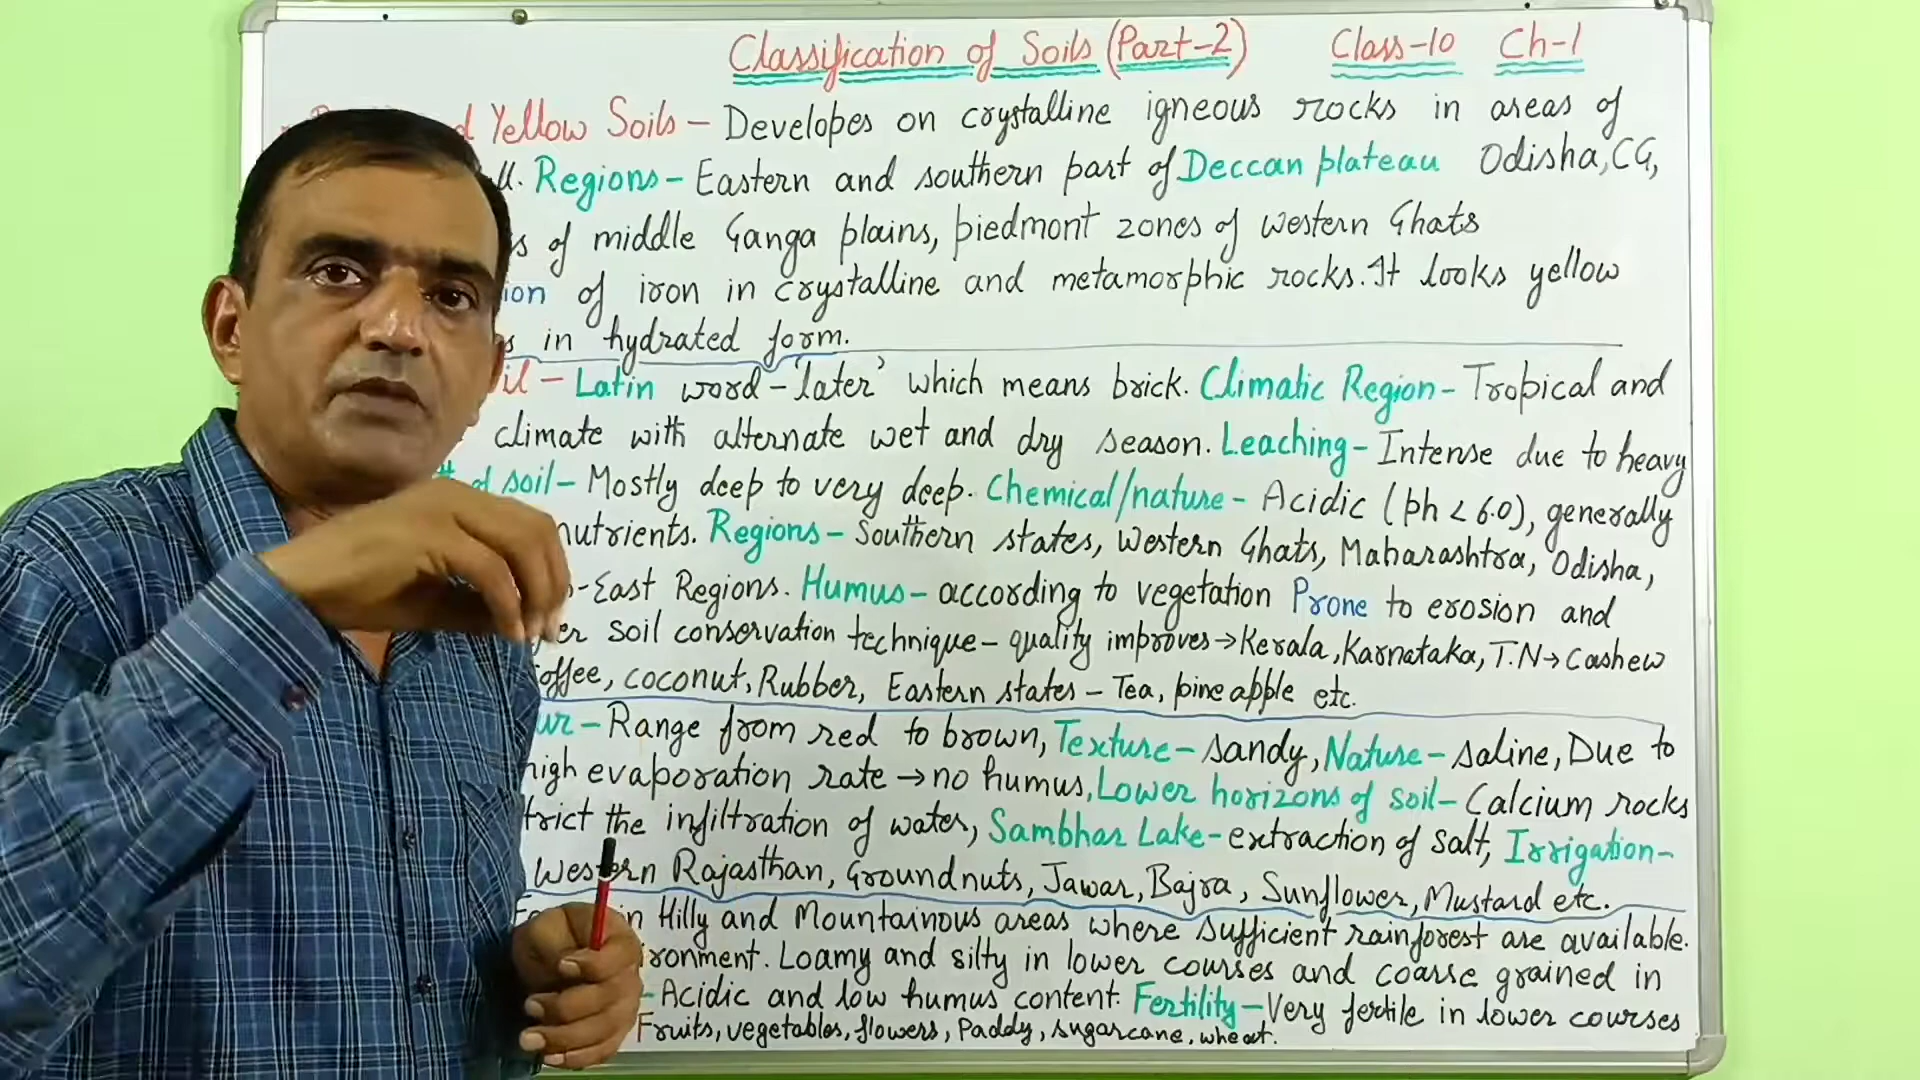 Classification of Soils (Part-2) Class-10 Ch-1
Yellow Soils - Developes on crystalline igneous rocks in areas of
Regions - Eastern and southern part of Deccan plateau Odisha, CG,
of middle Ganga plains, piedmont zones of western Ghats
of iron in crystalline and metamorphic rocks. It looks yellow
in hydrated form.
- Latin word - 'later' which means brick. Climatic Region - Tropical and
climate with alternate wet and dry season. Leaching - Intense due to heavy
of soil - Mostly deep to very deep. Chemical/nature - Acidic (ph < 6.0), generally
nutrients. Regions - Southern states, Western Ghats, Maharashtra, Odisha,
-East Regions. Humus - according to vegetation Prone to erosion and
soil conservation technique - quality improves → Kerala, Karnataka, T.N → Cashew
coconut, Rubber, Eastern states - Tea, pineapple etc.
- Range from red to brown, Texture - sandy, Nature - saline, Due to
high evaporation rate → no humus, Lower horizons of soil - Calcium rocks
the infiltration of water, Sambhar Lake - extraction of salt, Irrigation -
Western Rajasthan, Groundnuts, Jawar, Bajra, Sunflower, Mustard etc.
in Hilly and Mountainous areas where sufficient rainforest are available.
Loamy and silty in lower courses and coarse grained in
- Acidic and low humus content. Fertility - Very fertile in lower courses
Fruits, vegetables, flowers, Paddy, sugarcane, wheat.